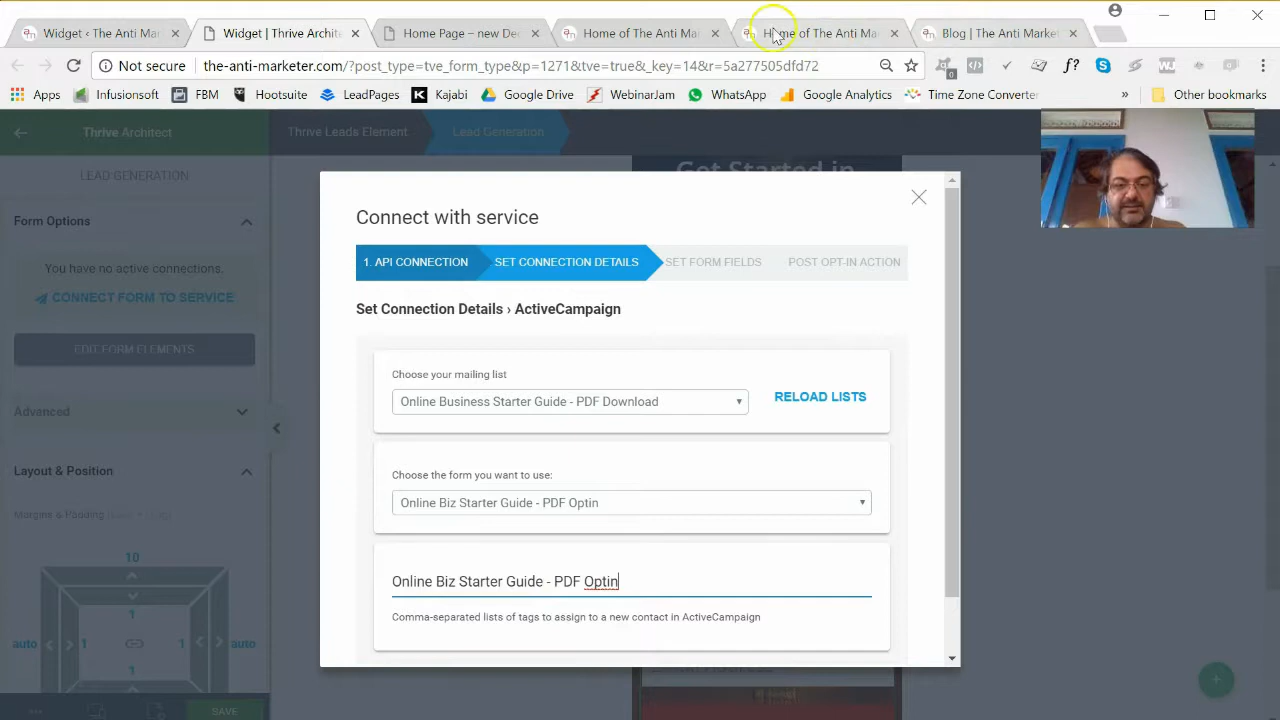 Widget < The Anti Ma
Widget | Thrive Archi
Home Page – new Dec
Home of The Anti Ma
Home of The Anti Ma
Blog | The Anti Market
Not secure
the-anti-marketer.com/?post_type=tve_form_type&p=1271&tve=true&_key=14&r=5a277505dfd72
Apps
Infusionsoft
FBM
Hootsuite
LeadPages
Kajabi
Google Drive
WebinarJam
WhatsApp
Google Analytics
Time Zone Converte
»
Other bookmarks
Thrive Architect
Thrive Leads Element
Lead Generation
LEAD GENERATION
Get Started in
Form Options
You have no active connections.
CONNECT FORM TO SERVICE
EDIT FORM ELEMENTS
Advanced
Layout & Position
Margins & Padding
10
1
auto
1
1
auto
1
SAVE
Connect with service
1. API CONNECTION
SET CONNECTION DETAILS
SET FORM FIELDS
POST OPT-IN ACTION
Set Connection Details › ActiveCampaign
Choose your mailing list
Online Business Starter Guide - PDF Download
RELOAD LISTS
Choose the form you want to use:
Online Biz Starter Guide - PDF Optin
Online Biz Starter Guide - PDF Optin
Comma-separated lists of tags to assign to a new contact in ActiveCampaign